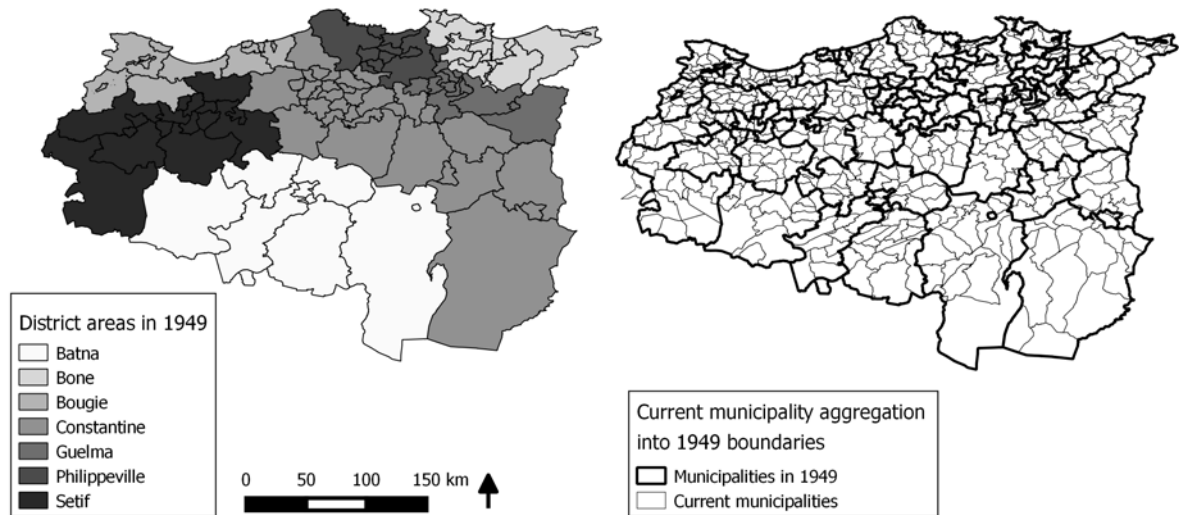 District areas in 1949
Batna
Bone
Bougie
Constantine
Guelma
Philippeville
Setif
0 50 100 150 km
Current municipality aggregation
into 1949 boundaries
Municipalities in 1949
Current municipalities